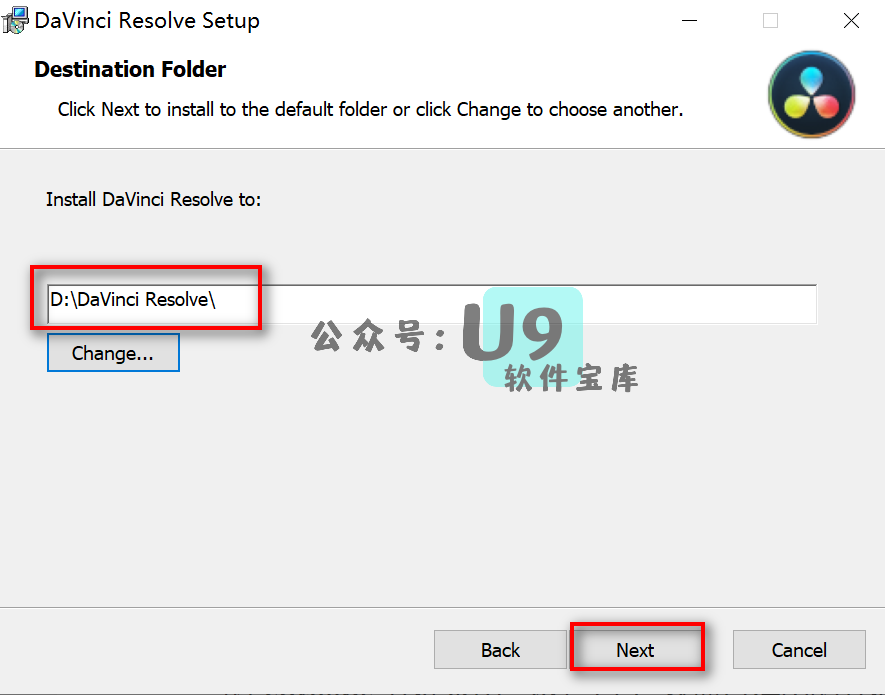 DaVinci Resolve Setup
Destination Folder
Click Next to install to the default folder or click Change to choose another.
Install DaVinci Resolve to:
D:\DaVinci Resolve\
Change...
公众号：U9
软件宝库
Back
Next
Cancel